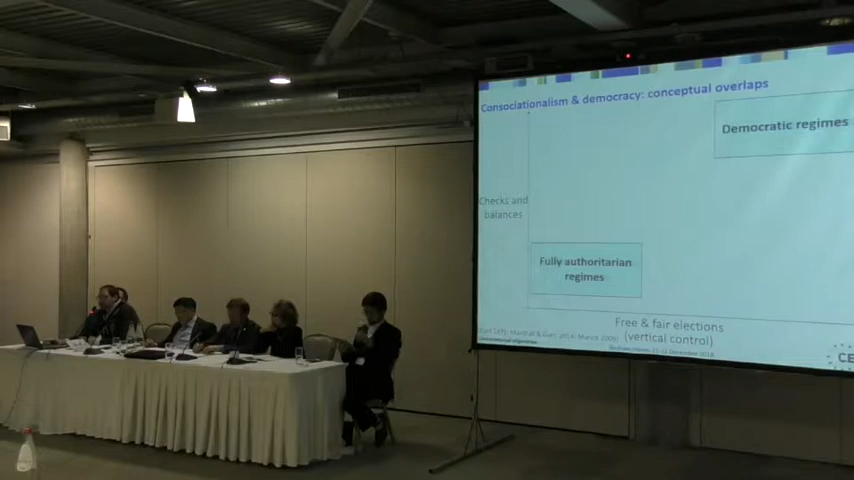 Consociationalism & democracy: conceptual overlaps
Democratic regimes
Checks and
balances
Fully authoritarian
regimes
Free & fair elections
(vertical control)
CE